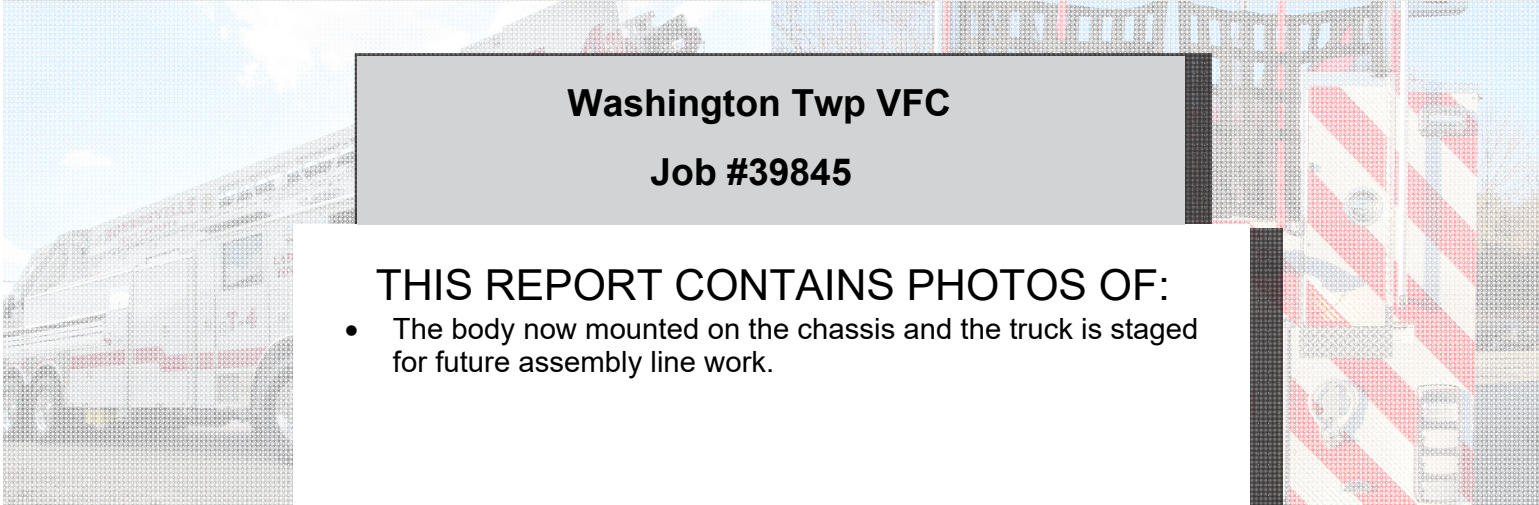 Washington Twp VFC
Job #39845
THIS REPORT CONTAINS PHOTOS OF:
• The body now mounted on the chassis and the truck is staged
for future assembly line work.
T-4